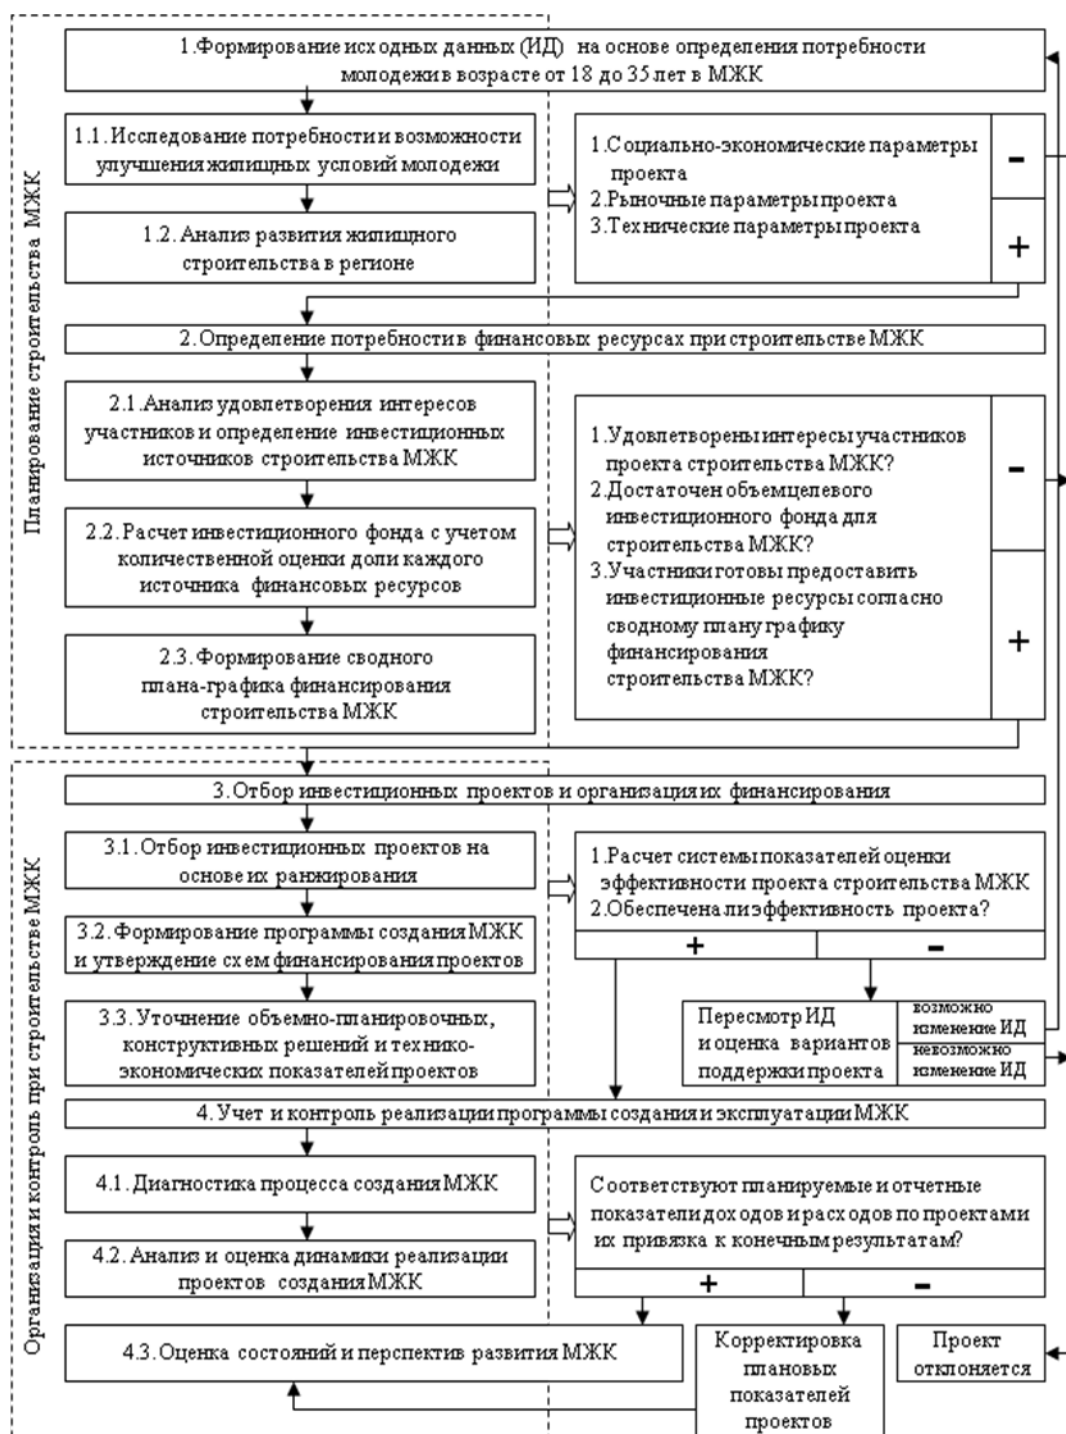 Планирование строительства МЖК
1.Формирование исходных данных (ИД) на основе определения потребности
молодежи в возрасте от 18 до 35 лет в МЖК
1.1. Исследование потребности и возможности
улучшения жилищных условий молодежи
1.2. Анализ развития жилищного
строительства в регионе
1.Социально-экономические параметры
проекта
2.Рыночные параметры проекта
3.Технические параметры проекта
-
+
2. Определение потребности в финансовых ресурсах при строительстве МЖК
2.1. Анализ удовлетворения интересов
участников и определение инвестиционных
источников строительства МЖК
2.2. Расчет инвестиционного фонда с учетом
количественной оценки доли каждого
источника финансовых ресурсов
2.3. Формирование сводного
плана-графика финансирования
строительства МЖК
1.Удовлетворены интересы участников
проекта строительства МЖК?
2.Достаточен объем целевого
инвестиционного фонда для
строительства МЖК?
3.Участники готовы предоставить
инвестиционные ресурсы согласно
сводному плану графику
финансирования
строительства МЖК?
-
+
Организация и контроль при строительстве МЖК
3. Отбор инвестиционных проектов и организация их финансирования
3.1. Отбор инвестиционных проектов на
основе их ранжирования
3.2. Формирование программы создания МЖК
и утверждение схем финансирования проектов
3.3. Уточнение объемно-планировочных,
конструктивных решений и технико-
экономических показателей проектов
1.Расчет системы показателей оценки
эффективности проекта строительства МЖК
2.Обеспечена ли эффективность проекта?
+ -
Пересмотр ИД
и оценка вариантов
поддержки проекта
возможно
изменение ИД
невозможно
изменение ИД
4. Учет и контроль реализации программы создания и эксплуатации МЖК
4.1. Диагностика процесса создания МЖК
4.2. Анализ и оценка динамики реализации
проектов создания МЖК
4.3. Оценка состояний и перспектив развития МЖК
Соответствуют планируемые и отчетные
показатели доходов и расходов по проектам и
их привязка к конечным результатам?
+ -
Корректировка
плановых
показателей
проектов
Проект
отклоняется